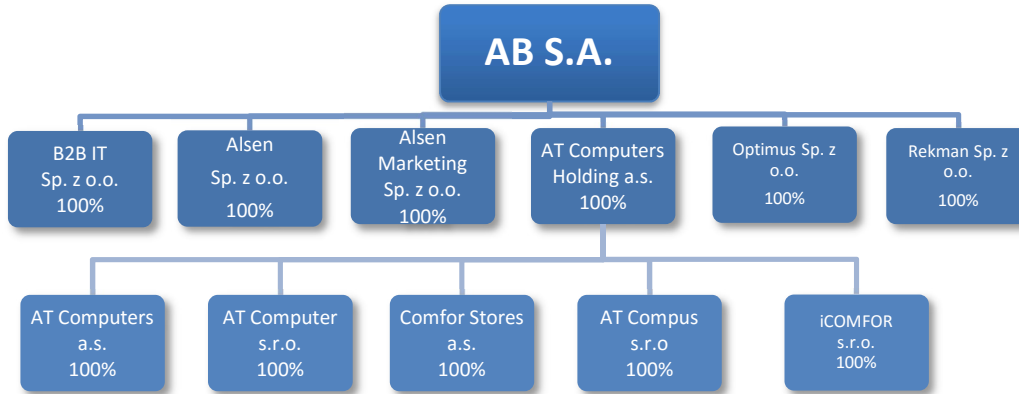 AB S.A.
B2B IT
Sp. z o.o.
100%
Alsen
Sp. z o.o.
100%
Alsen
Marketing
Sp. z o.o.
100%
AT Computers
Holding a.s.
100%
Optimus Sp. z
o.o.
100%
Rekman Sp. z
o.o.
100%
AT Computers
a.s.
100%
AT Computer
s.r.o.
100%
Comfor Stores
a.s.
100%
AT Compus
s.r.o
100%
iCOMFOR
s.r.o.
100%